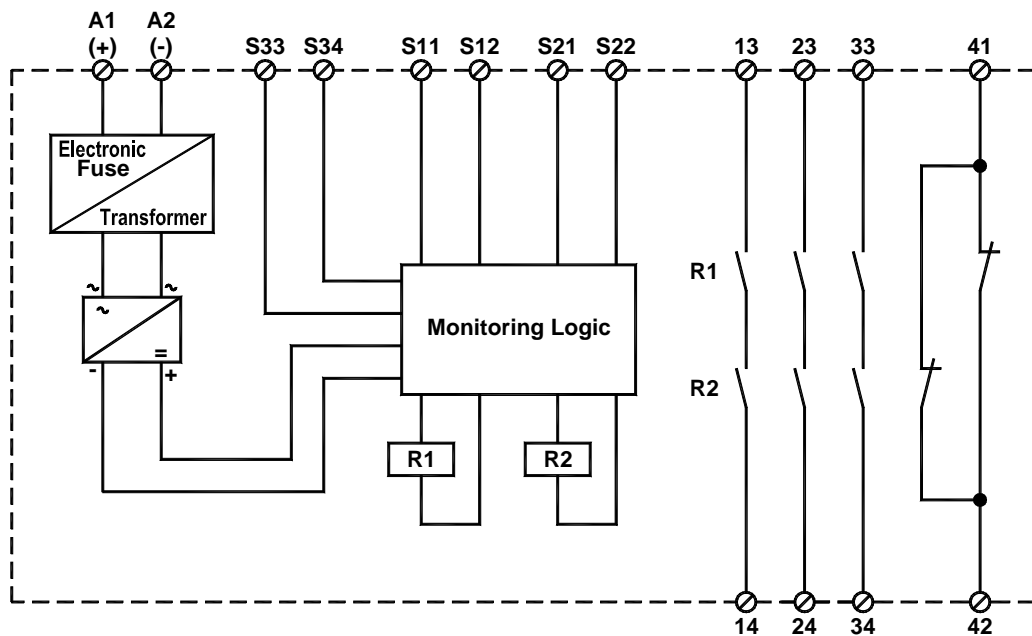 A1 A2
(+) (-) S33 S34 S11 S12 S21 S22 13 23 33 41
Electronic
Fuse
Transformer
~ ~
~
=
- +
Monitoring Logic
R1 R2
R1
R2
14 24 34 42